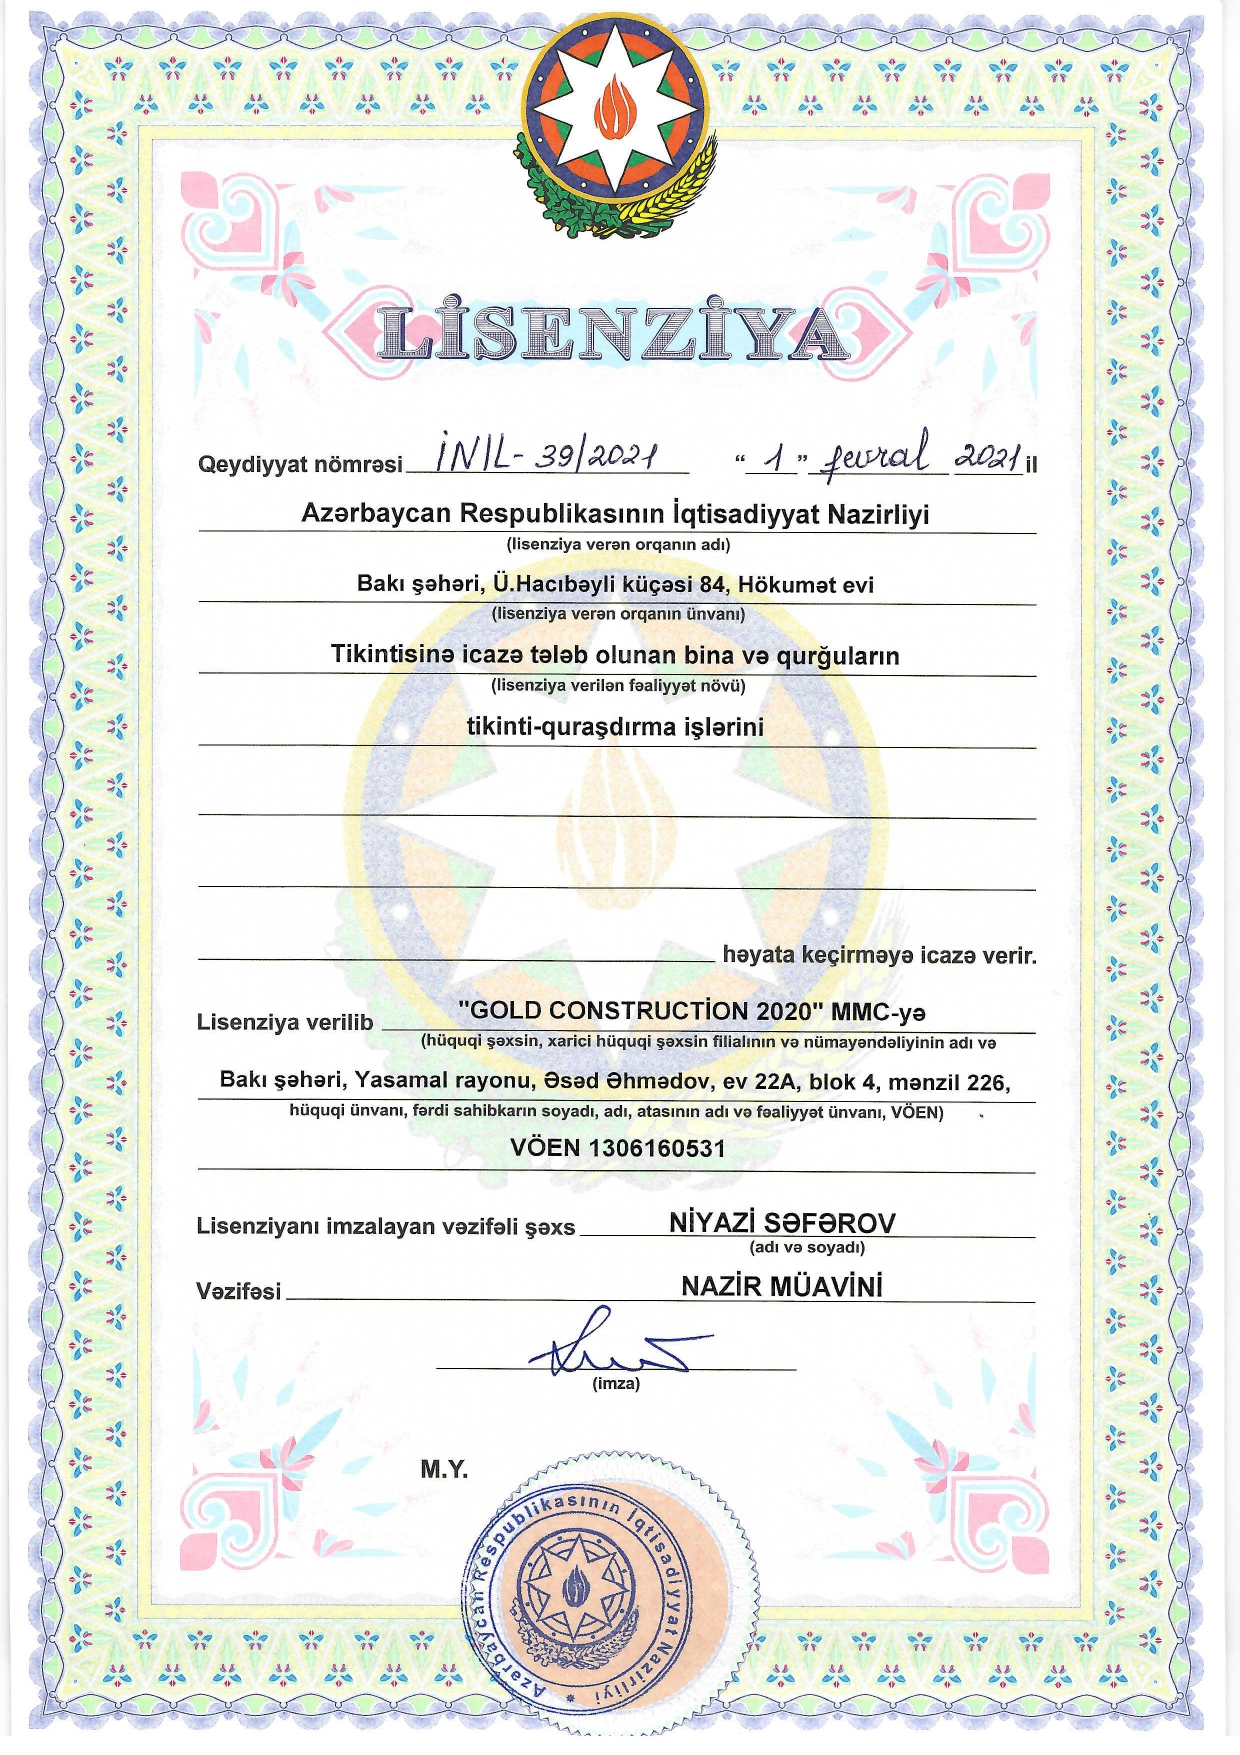 LİSENZİYA
Qeydiyyat nömrəsi İNIL-39/2021 “ 1 ” fevral 2021 il
Azərbaycan Respublikasının İqtisadiyyat Nazirliyi
(lisenziya verən orqanın adı)
Bakı şəhəri, Ü.Hacıbəyli küçəsi 84, Hökumət evi
(lisenziya verən orqanın ünvanı)
Tikintisinə icazə tələb olunan bina və qurğuların
(lisenziya verilən fəaliyyət növü)
tikinti-quraşdırma işlərini
həyata keçirməyə icazə verir.
Lisenziya verilib "GOLD CONSTRUCTİON 2020" MMC-yə
(hüquqi şəxsin, xarici hüquqi şəxsin filialının və nümayəndəliyinin adı və
Bakı şəhəri, Yasamal rayonu, Əsəd Əhmədov, ev 22A, blok 4, mənzil 226,
hüquqi ünvanı, fərdi sahibkarın soyadı, adı, atasının adı və fəaliyyət ünvanı, VÖEN)
VÖEN 1306160531
Lisenziyanı imzalayan vəzifəli şəxs NİYAZİ SƏFƏROV
(adı və soyadı)
Vəzifəsi NAZİR MÜAVİNİ
(imza)
M.Y.
Azərbaycan Respublikasının İqtisadiyyat Nazirliyi